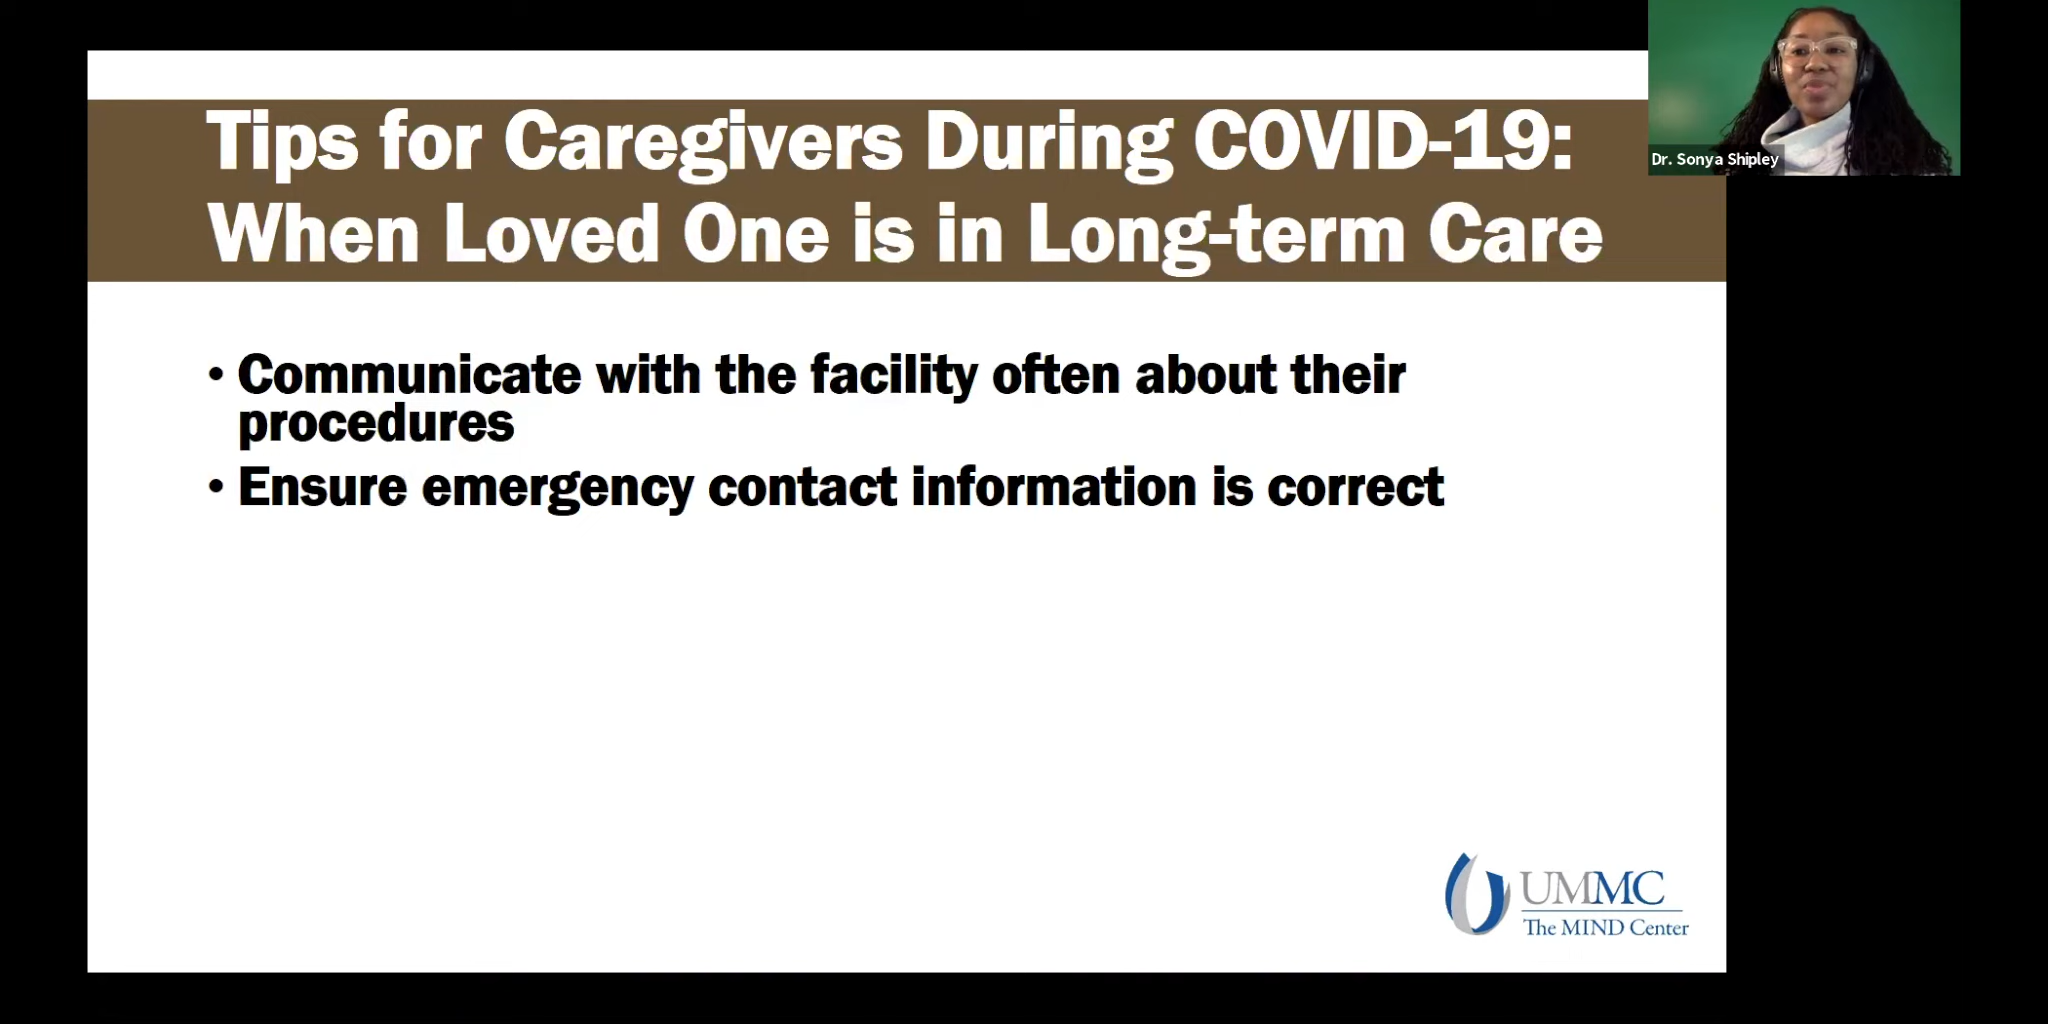 Tips for Caregivers During COVID-19:
When Loved One is in Long-term Care
Dr. Sonya Shipley
• Communicate with the facility often about their
procedures
• Ensure emergency contact information is correct
UMMC
The MIND Center